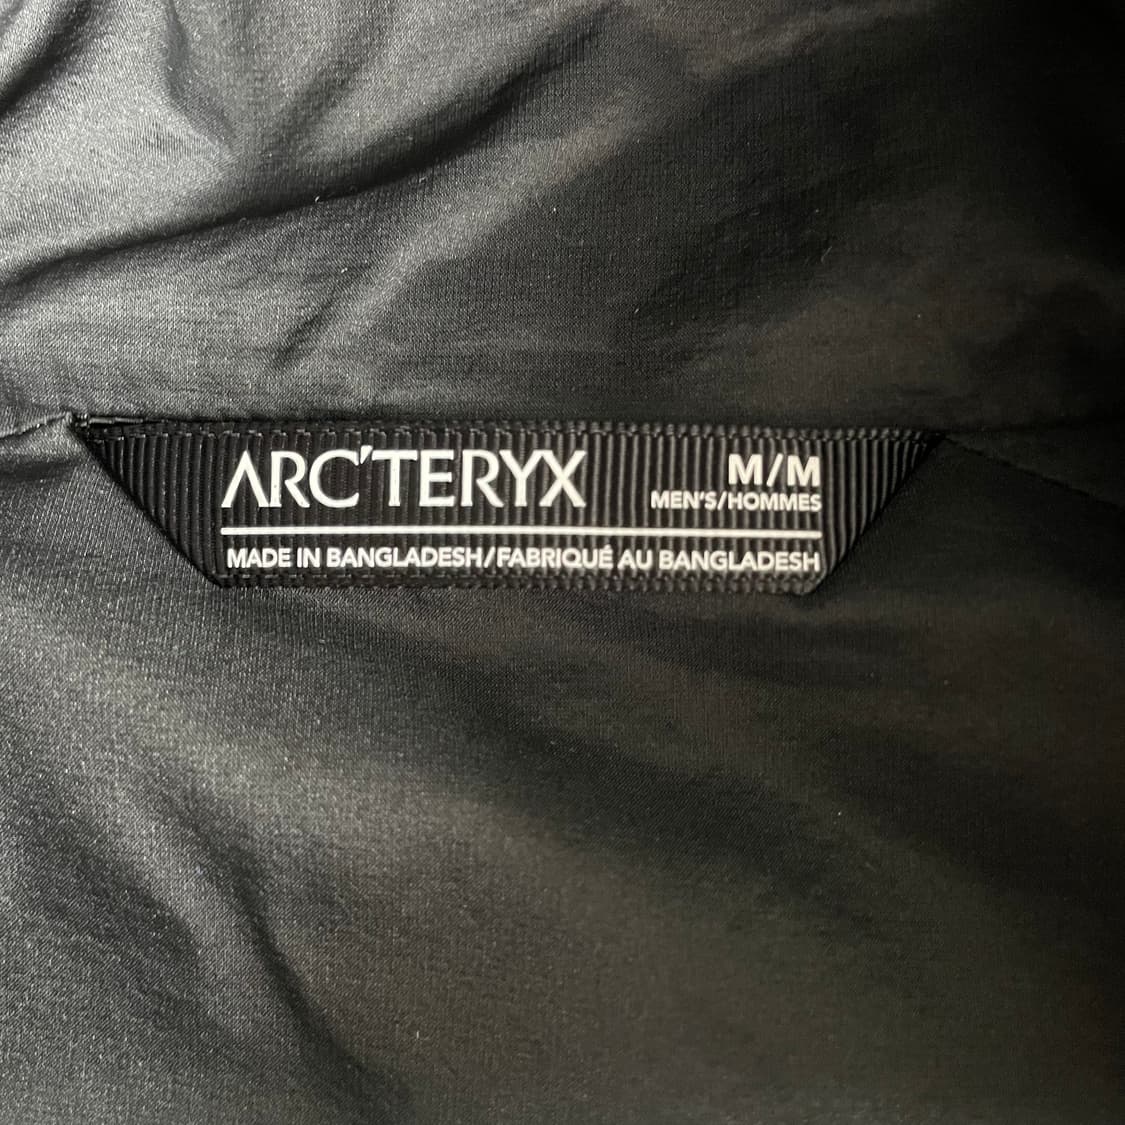 ARC'TERYX
M/M
MEN'S/HOMMES
MADE IN BANGLADESH/FABRIQUÉ AU BANGLADESH